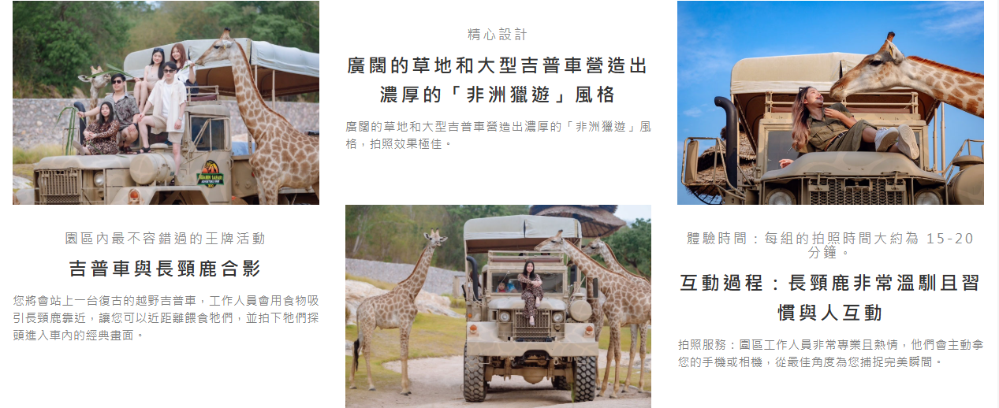 園區內最不容錯過的王牌活動
吉普車與長頸鹿合影
您將會站上一台復古的越野吉普車，工作人員會用食物吸
引長頸鹿靠近，讓您可以近距離餵食牠們，並拍下牠們探
頭進入車內的經典畫面。
精心設計
廣闊的草地和大型吉普車營造出
濃厚的「非洲獵遊」風格
廣闊的草地和大型吉普車營造出濃厚的「非洲獵遊」風
格，拍照效果極佳。
體驗時間：每組的拍照時間大約為 15-20
分鐘。
互動過程：長頸鹿非常溫馴且習
慣與人互動
拍照服務：園區工作人員非常專業且熱情，他們會主動拿
您的手機或相機，從最佳角度為您捕捉完美瞬間。